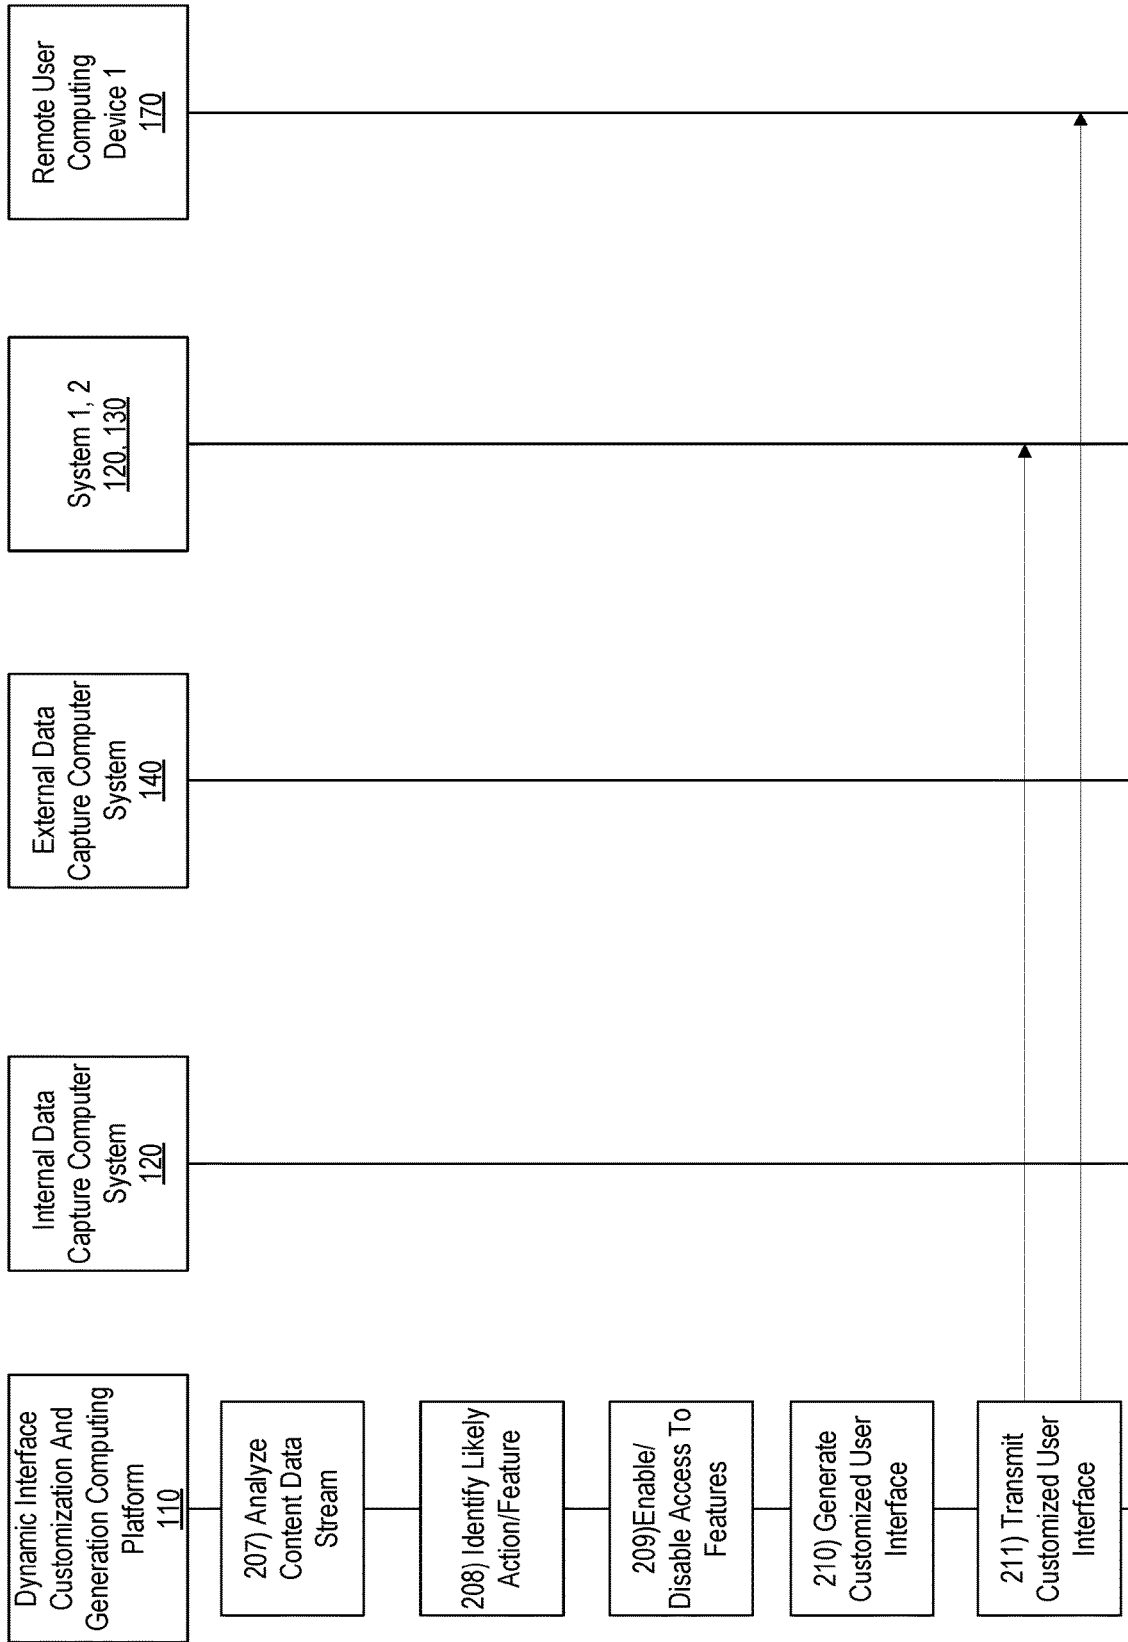 Dynamic Interface
Customization And
Generation Computing
Platform
110
Internal Data
Capture Computer
System
120
External Data
Capture Computer
System
140
System 1, 2
120, 130
Remote User
Computing
Device 1
170
207) Analyze
Content Data
Stream
208) Identify Likely
Action/Feature
209)Enable/
Disable Access To
Features
210) Generate
Customized User
Interface
211) Transmit
Customized User
Interface